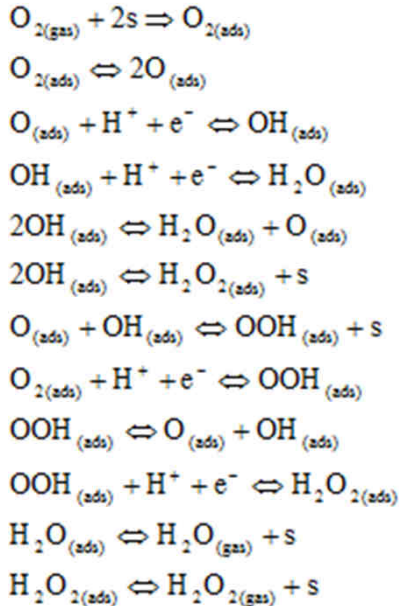 O₂(gas) + 2s ⇒ O₂(ads)
O₂(ads) ⇔ 2O(ads)
O(ads) + H⁺ + e⁻ ⇔ OH(ads)
OH(ads) + H⁺ + e⁻ ⇔ H₂O(ads)
2OH(ads) ⇔ H₂O(ads) + O(ads)
2OH(ads) ⇔ H₂O₂(ads) + s
O(ads) + OH(ads) ⇔ OOH(ads) + s
O₂(ads) + H⁺ + e⁻ ⇔ OOH(ads)
OOH(ads) ⇔ O(ads) + OH(ads)
OOH(ads) + H⁺ + e⁻ ⇔ H₂O₂(ads)
H₂O(ads) ⇔ H₂O(gas) + s
H₂O₂(ads) ⇔ H₂O₂(gas) + s